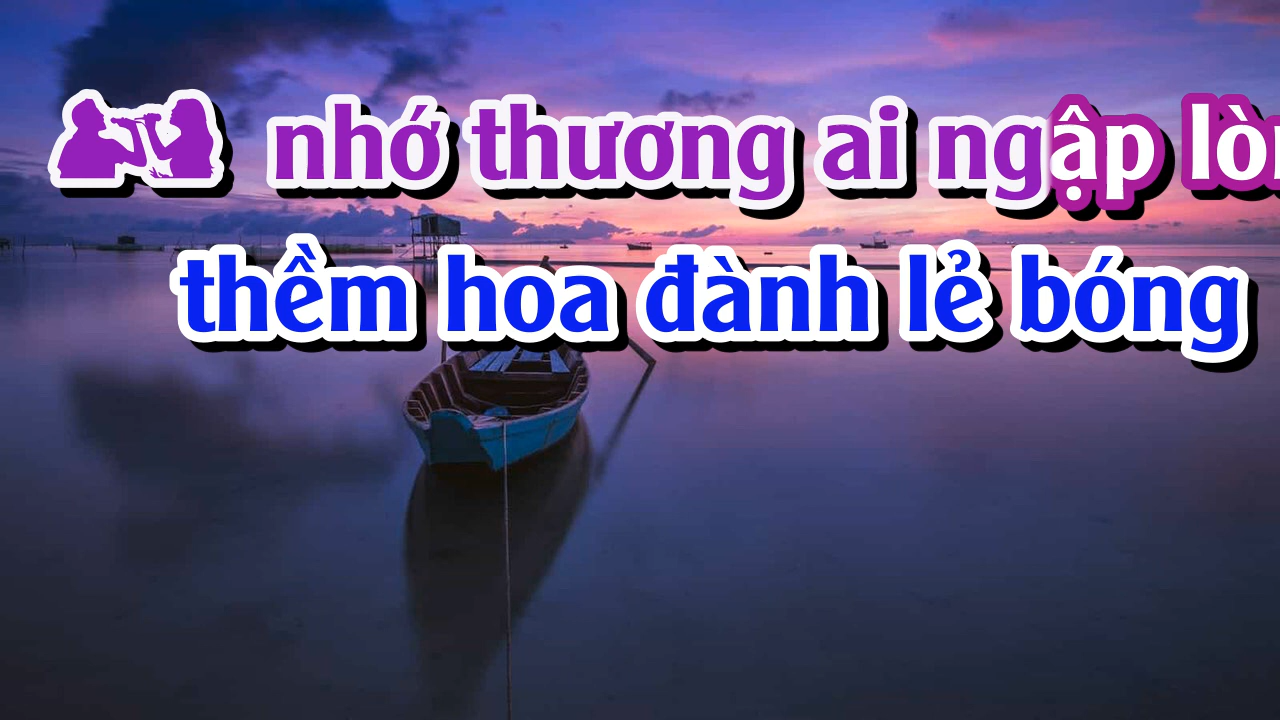 nhớ thương ai ngập
thềm hoa đành lẻ bóng